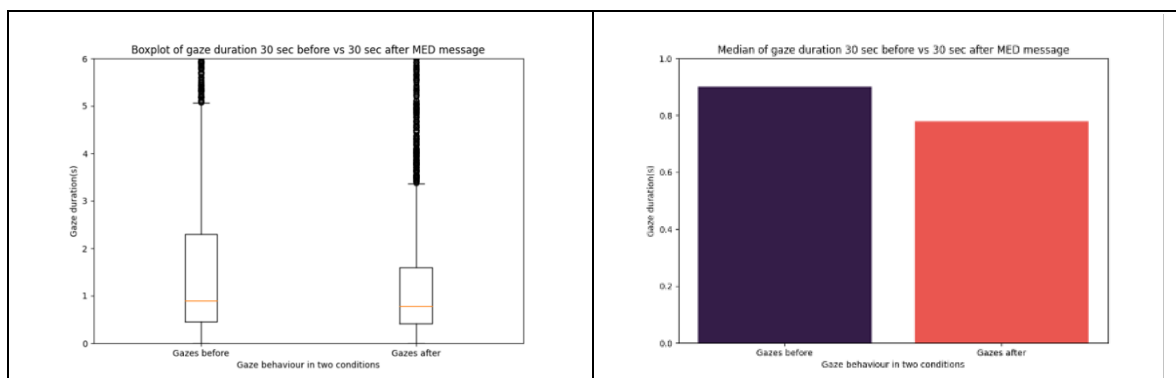 Boxplot of gaze duration 30 sec before vs 30 sec after MED message
6
5
4
3
2
1
0
Gaze duration(s)
Gazes before
Gazes after
Gaze behaviour in two conditions
Median of gaze duration 30 sec before vs 30 sec after MED message
1.0
0.8
0.6
0.4
0.2
0.0
Gaze duration(s)
Gazes before
Gazes after
Gaze behaviour in two conditions